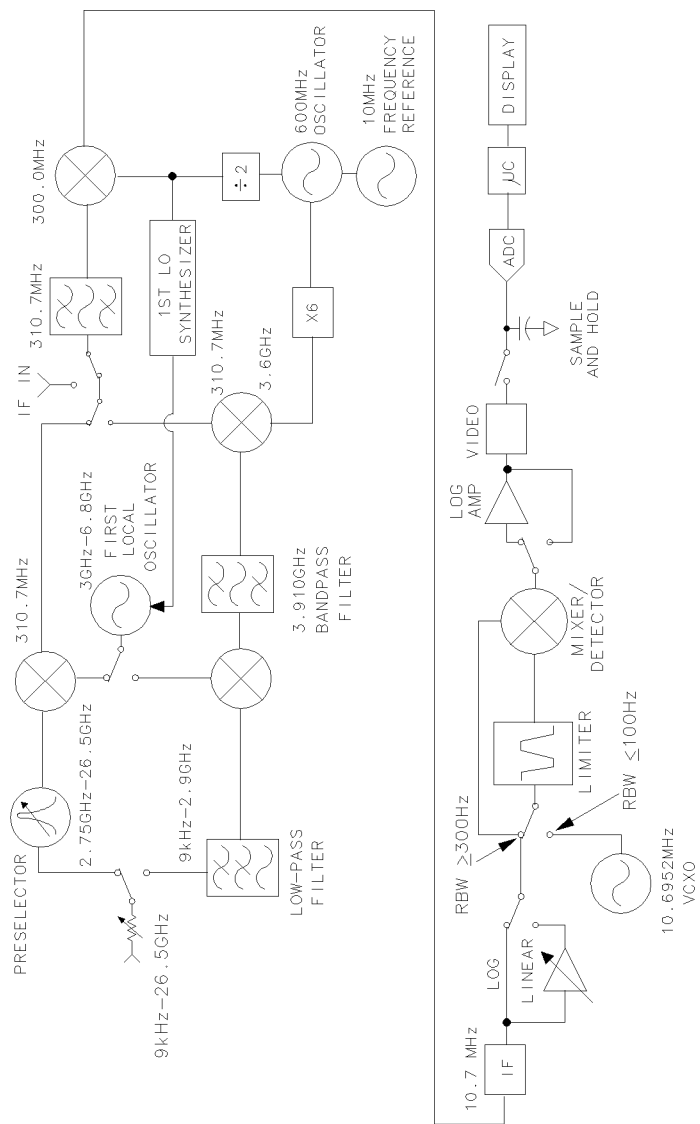 PRESELECTOR
2.75GHz-26.5GHz
9kHz-26.5GHz
9kHz-2.9GHz
LOW-PASS
FILTER
310.7MHz
3GHz-6.8GHz
FIRST
LOCAL
OSCILLATOR
3.910GHz
BANDPASS
FILTER
IF IN
310.7MHz
300.0MHz
1ST LO
SYNTHESIZER
÷2
310.7MHz
3.6GHz
X6
600MHz
OSCILLATOR
10MHz
FREQUENCY
REFERENCE
10.7 MHz
IF
LOG
LINEAR
RBW ≥300Hz
RBW ≤100Hz
10.6952MHz
VCXO
LIMITER
MIXER/
DETECTOR
LOG
AMP
VIDEO
SAMPLE
AND HOLD
ADC
μC
DISPLAY